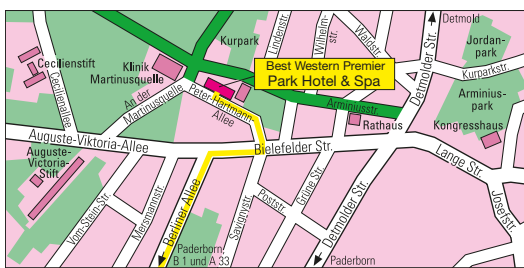 Detmold
Cecilienstift
Cecilienallee
Klinik
Martinusquelle
An der
Martinusquelle
Kurpark
Lindenstr.
Wilhelm-
str.
Waldstr.
Detmolder Str.
Jordan-
park
Kurparkstr.
Best Western Premier
Park Hotel & Spa
Peter-Hartmann-
Allee
Arminiusstr.
Rathaus
Arminius-
park
Kongresshaus
Auguste-Viktoria-Allee
Bielefelder Str.
Lange Str.
Auguste-
Victoria-
Stift
Vom-Stein-Str.
Mersmannstr.
Berliner Allee
Savignystr.
Poststr.
Grüne Str.
Detmolder Str.
Josefstr.
Paderborn,
B 1 und A 33
Paderborn